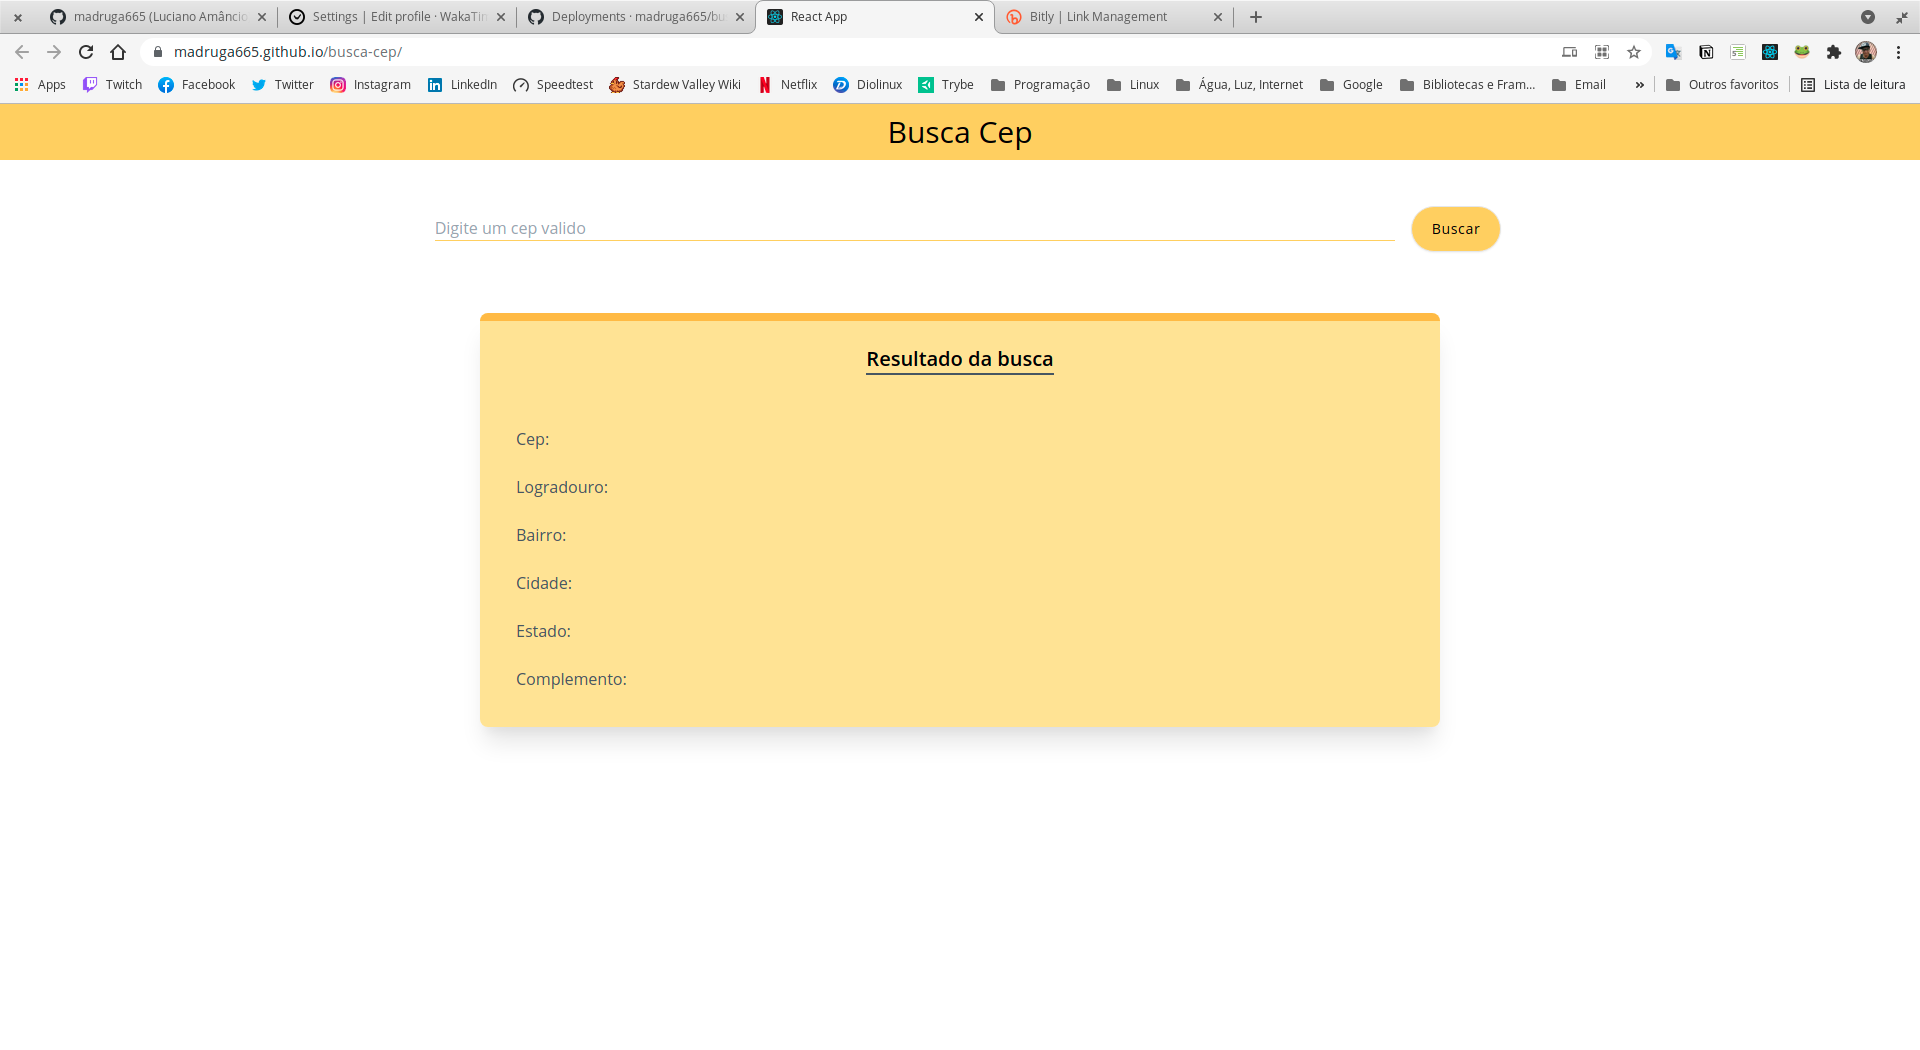 madruga665 (Luciano Amâncio
Settings | Edit profile · WakaTim
Deployments · madruga665/bu
React App
Bitly | Link Management
madruga665.github.io/busca-cep/
Apps
Twitch
Facebook
Twitter
Instagram
LinkedIn
Speedtest
Stardew Valley Wiki
Netflix
Diolinux
Trybe
Programação
Linux
Água, Luz, Internet
Google
Bibliotecas e Fram...
Email
»
Outros favoritos
Lista de leitura
Busca Cep
Digite um cep valido
Buscar
Resultado da busca
Cep:
Logradouro:
Bairro:
Cidade:
Estado:
Complemento: